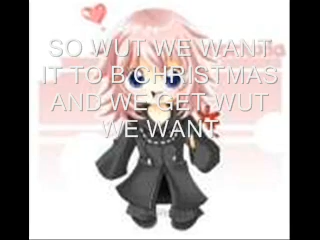 SO WUT WE WANT
IT TO B CHRISTMAS
AND WE GET WUT
WE WANT